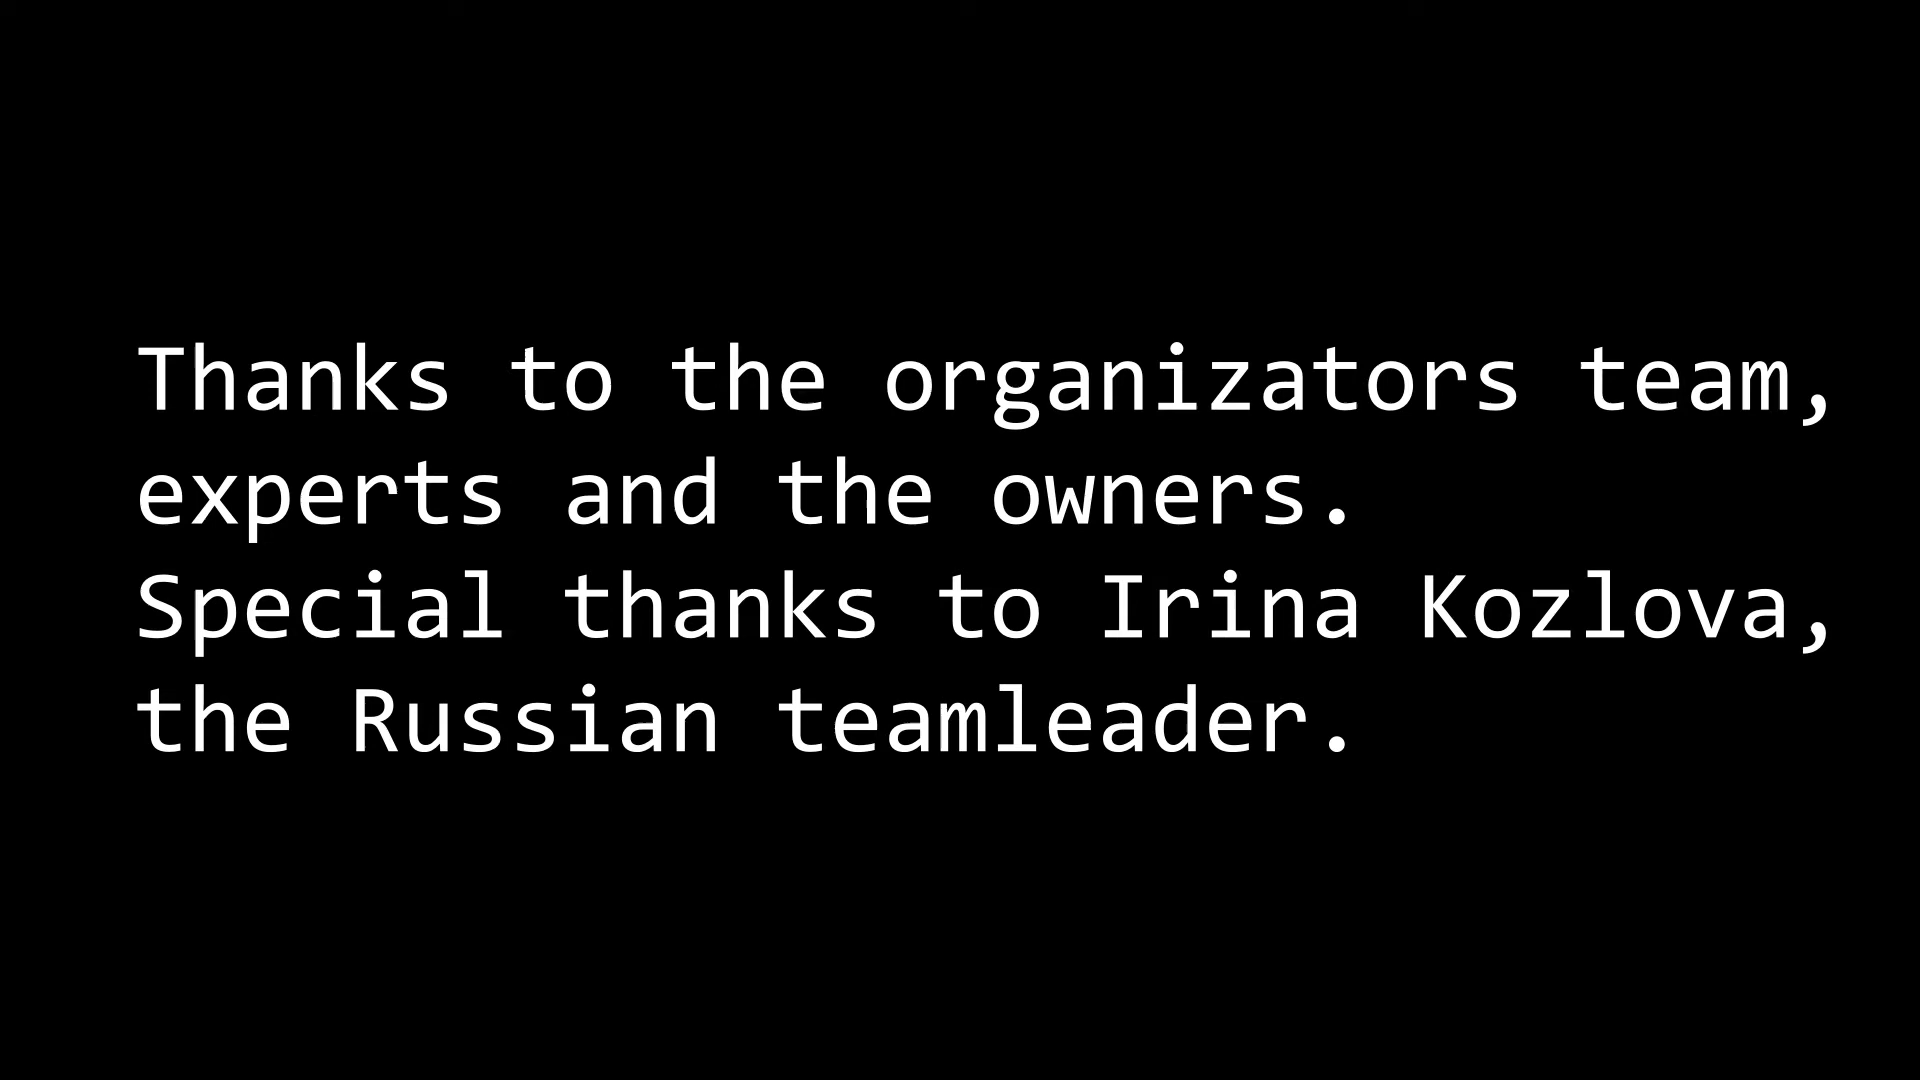 Thanks to the organizators team,
experts and the owners.
Special thanks to Irina Kozlova,
the Russian teamleader.